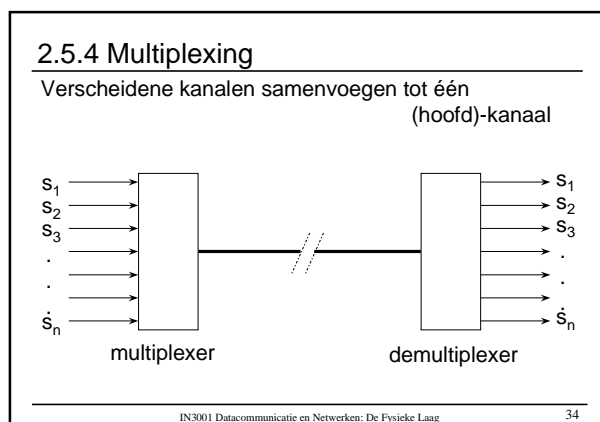 2.5.4 Multiplexing
Verscheidene kanalen samenvoegen tot één
(hoofd)-kanaal
s1
s2
s3
.
.
.
sn
s1
s2
s3
.
.
.
sn
multiplexer
demultiplexer
IN3001 Datacommunicatie en Netwerken: De Fysieke Laag
34